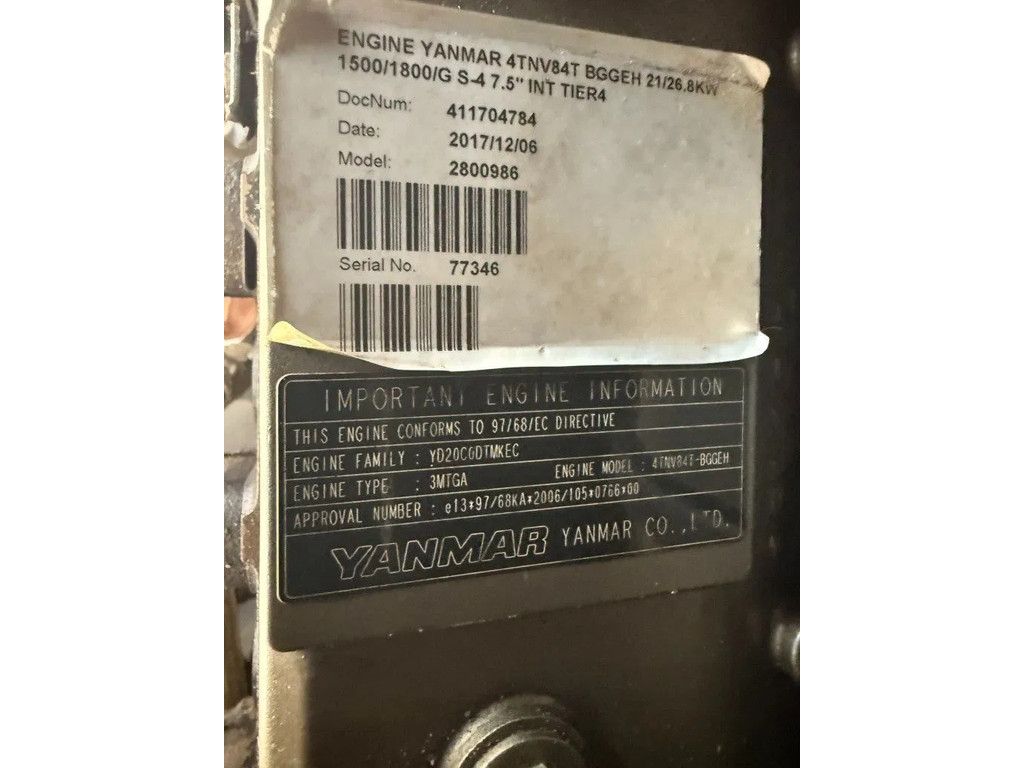 ENGINE YANMAR 4TNV84T BGGEH 21/26.8KW
1500/1800/G S-4 7.5" INT TIER4
DocNum: 411704784
Date: 2017/12/06
Model: 2800986
Serial No. 77346
IMPORTANT ENGINE INFORMATION
THIS ENGINE CONFORMS TO 97/68/EC DIRECTIVE
ENGINE FAMILY : YD20C0DTMKEC
ENGINE TYPE : 3MTGA ENGINE MODEL : 4TNV84T-BGGEH
APPROVAL NUMBER : e13*97/68KA*2006/105*0766*00
YANMAR YANMAR CO.,LTD.